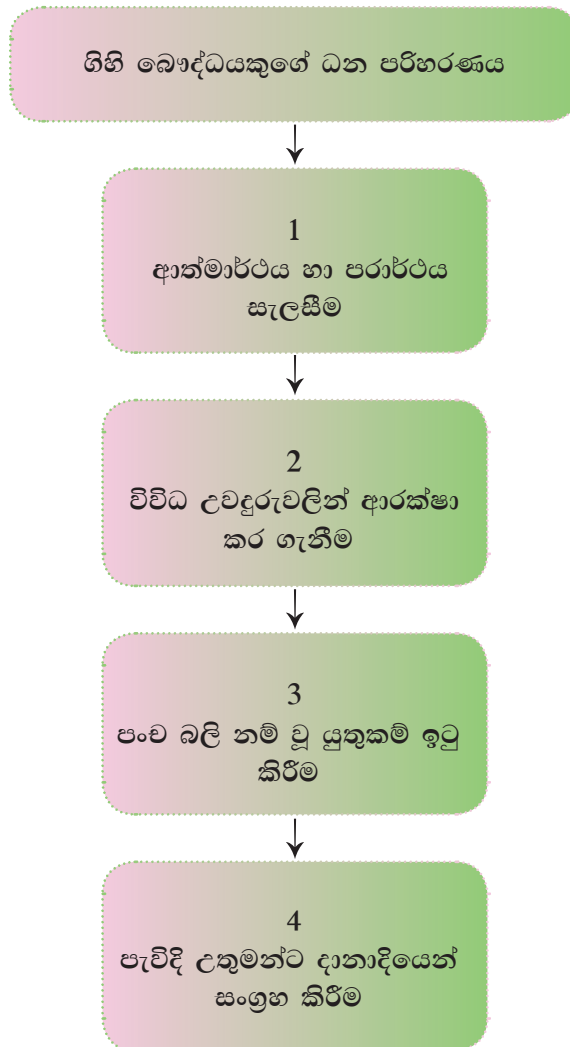 ගිහි බෞද්ධයකුගේ ධන පරිහරණය
1
ආත්මාර්ථය හා පරාර්ථය
සැලසීම
2
විවිධ උවදුරුවලින් ආරක්ෂා
කර ගැනීම
3
පංච බලි නම් වූ යුතුකම් ඉටු
කිරීම
4
පැවිදි උතුමන්ට දානාදියෙන්
සංග්‍රහ කිරීම